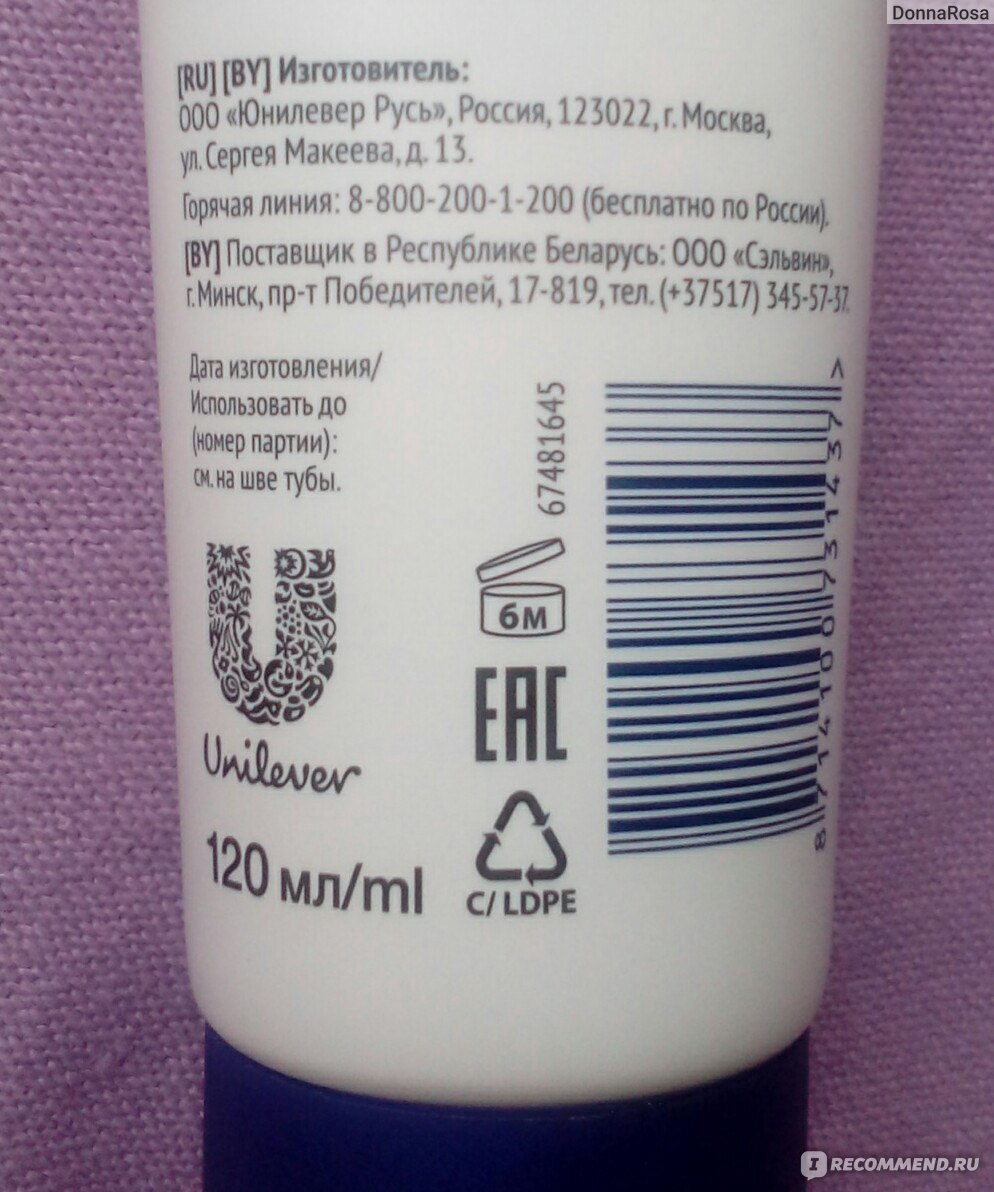 DonnaRosa
[RU] [BY] Изготовитель:
ООО «Юнилевер Русь», Россия, 123022, г. Москва,
ул. Сергея Макеева, д. 13.
Горячая линия: 8-800-200-1-200 (бесплатно по России).
[BY] Поставщик в Республике Беларусь: ООО «Сэльвин»,
г. Минск, пр-т Победителей, 17-819, тел. (+37517) 345-57-37.
Дата изготовления/
Использовать до
(номер партии):
см. на шве тубы.
67481645
8 714100 731437 >
6M
EAC
Unilever
120 мл/ml
C/ LDPE
IRECOMMEND.RU